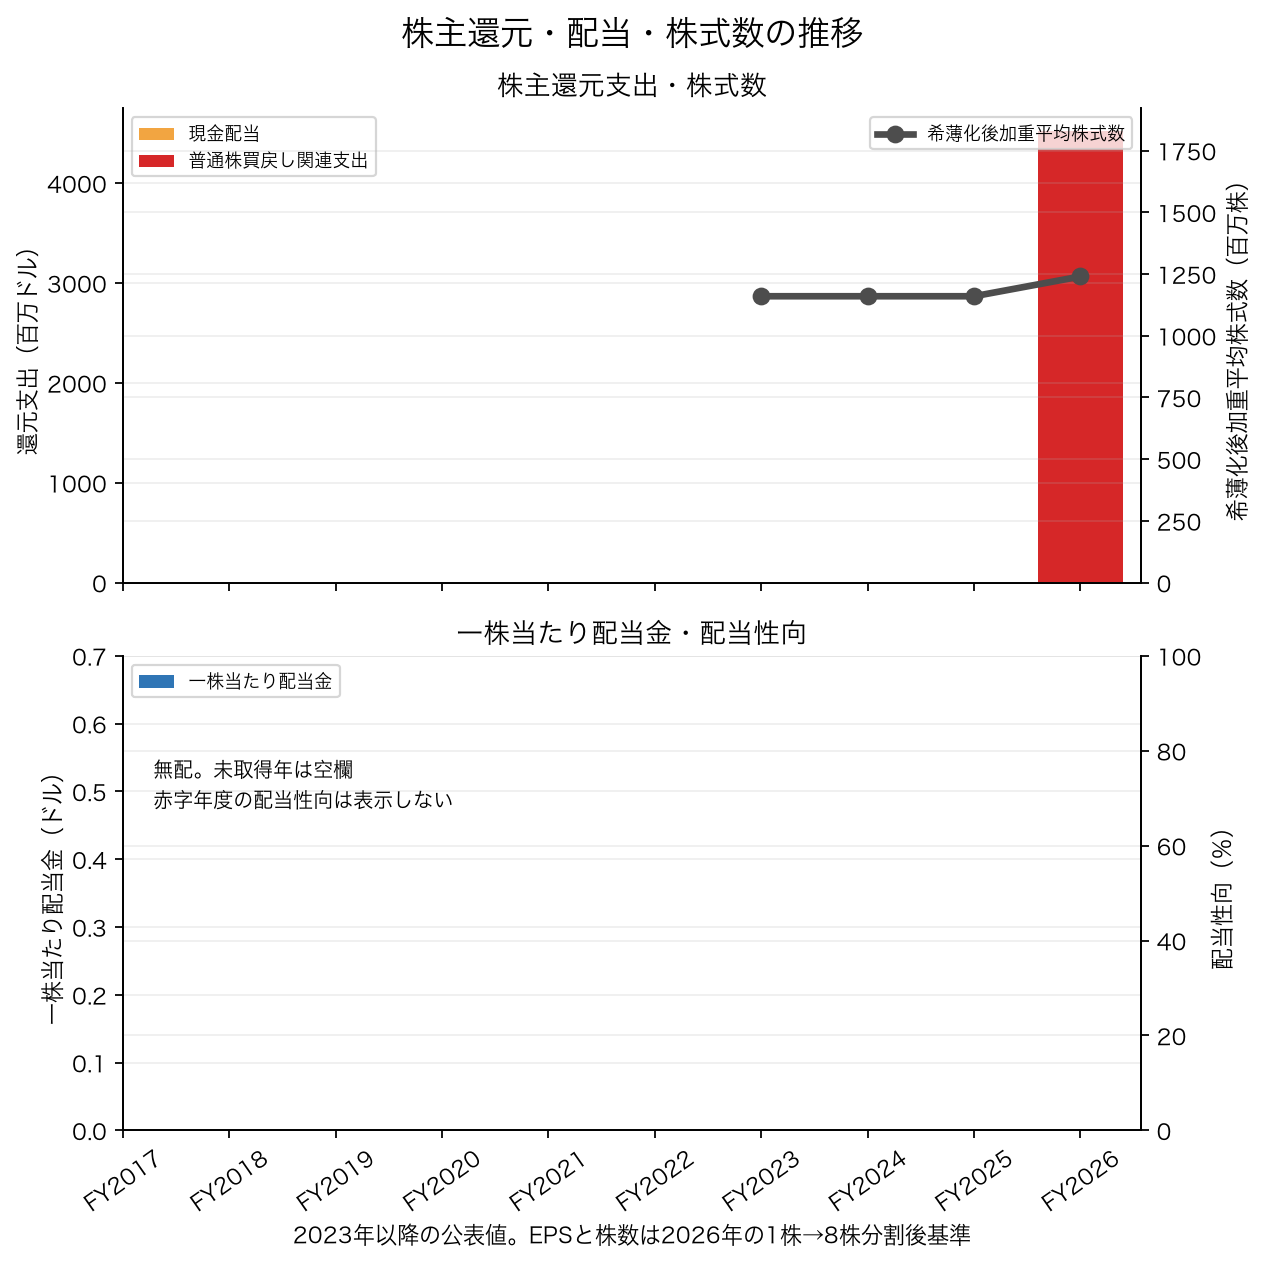 株主還元・配当・株式数の推移
株主還元支出・株式数
現金配当
普通株買戻し関連支出
希薄化後加重平均株式数
還元支出（百万ドル）
4000
3000
2000
1000
0
1750
1500
1250
1000
750
500
250
0
希薄化後加重平均株式数（百万株）
一株当たり配当金・配当性向
一株当たり配当金
無配。未取得年は空欄
赤字年度の配当性向は表示しない
一株当たり配当金（ドル）
0.7
0.6
0.5
0.4
0.3
0.2
0.1
0.0
100
80
60
40
20
0
配当性向（%）
FY2017
FY2018
FY2019
FY2020
FY2021
FY2022
FY2023
FY2024
FY2025
FY2026
2023年以降の公表値。EPSと株数は2026年の1株→8株分割後基準